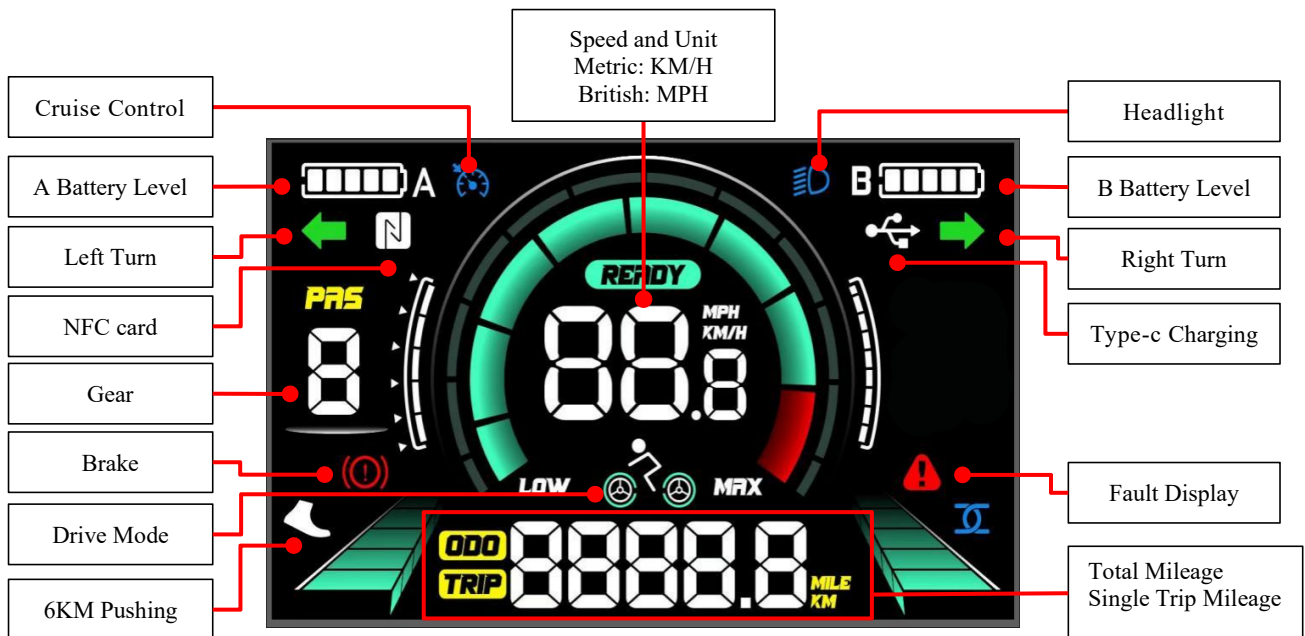 Speed and Unit
Metric: KM/H
British: MPH
Cruise Control
Headlight
A Battery Level
A
B
B Battery Level
Left Turn
Right Turn
READY
PAS
NFC card
MPH
KM/H
88.8
Type-c Charging
Gear
8
Brake
LOW
MAX
Fault Display
Drive Mode
ODO
TRIP
8888.8
MILE
KM
6KM Pushing
Total Mileage
Single Trip Mileage